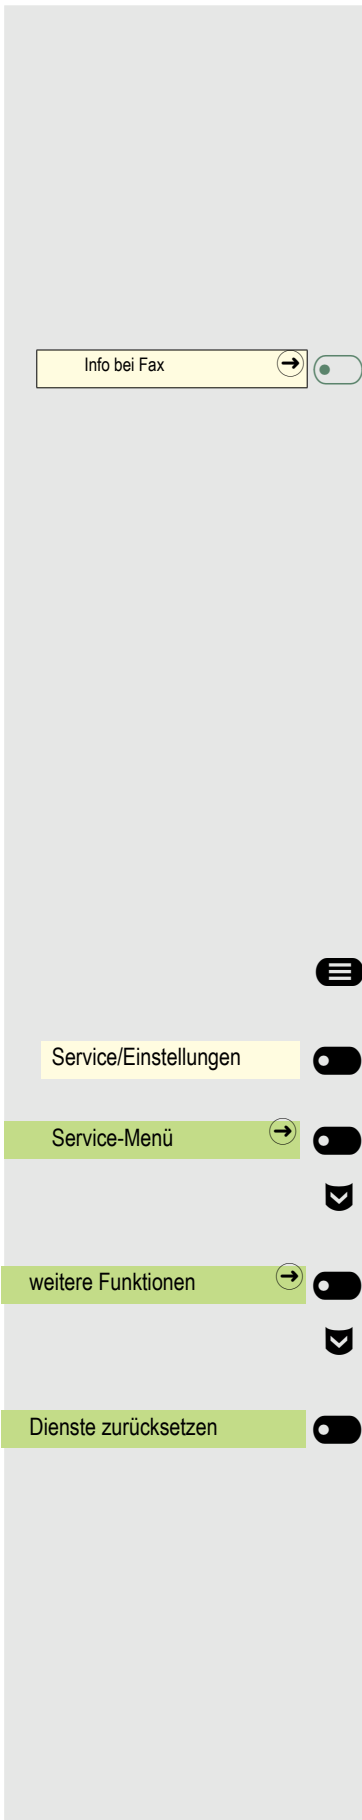 Info bei Fax
Service/Einstellungen
Service-Menü
weitere Funktionen
Dienste zurücksetzen